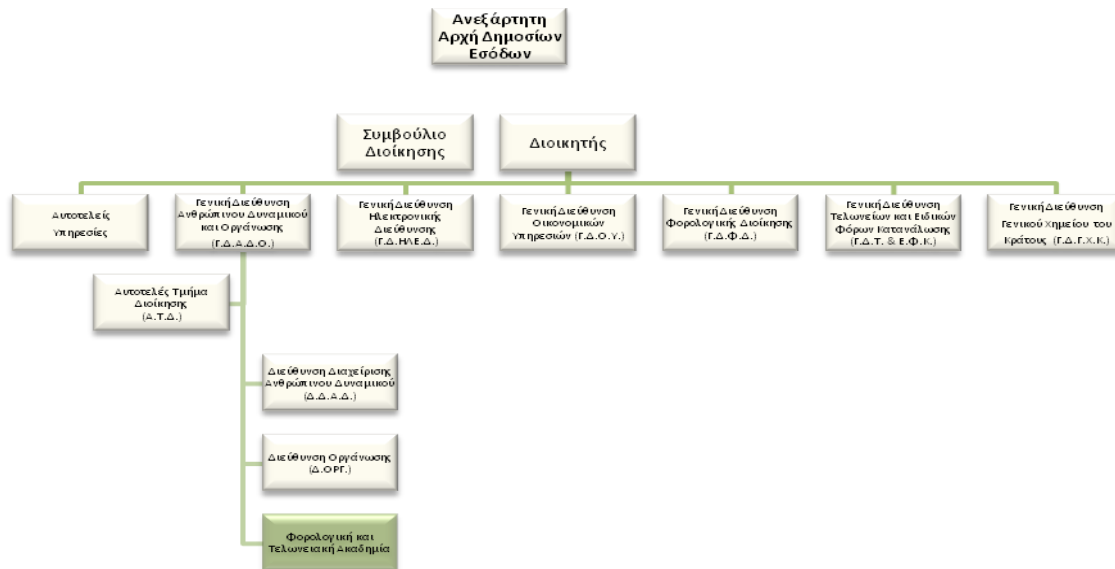 Ανεξάρτητη
Αρχή Δημοσίων
Εσόδων
Συμβούλιο
Διοίκησης
Διοικητής
Αυτοτελείς
Υπηρεσίες
Γενική Διεύθυνση
Ανθρώπινου Δυναμικού
και Οργάνωσης
(Γ.Δ.Α.Δ.Ο.)
Γενική Διεύθυνση
Ηλεκτρονικής
Διεύθυνσης
(Γ.Δ. ΗΛΕ.Δ.)
Γενική Διεύθυνση
Οικονομικών
Υπηρεσιών (Γ.Δ.Ο.Υ.)
Γενική Διεύθυνση
Φορολογικής Διοίκησης
(Γ.Δ.Φ.Δ.)
Γενική Διεύθυνση
Τελωνείων και Ειδικών
Φόρων Κατανάλωσης
(Γ.Δ.Τ. & Ε.Φ.Κ.)
Γενική Διεύθυνση
Γενικού Χημείου του
Κράτους (Γ.Δ.Γ.Χ.Κ.)
Αυτοτελές Τμήμα
Διοίκησης
(Α.Τ.Δ.)
Διεύθυνση Διαχείρισης
Ανθρώπινου Δυναμικού
(Δ.Δ.Α.Δ.)
Διεύθυνση Οργάνωσης
(Δ.ΟΡΓ.)
Φορολογική και
Τελωνειακή Ακαδημία